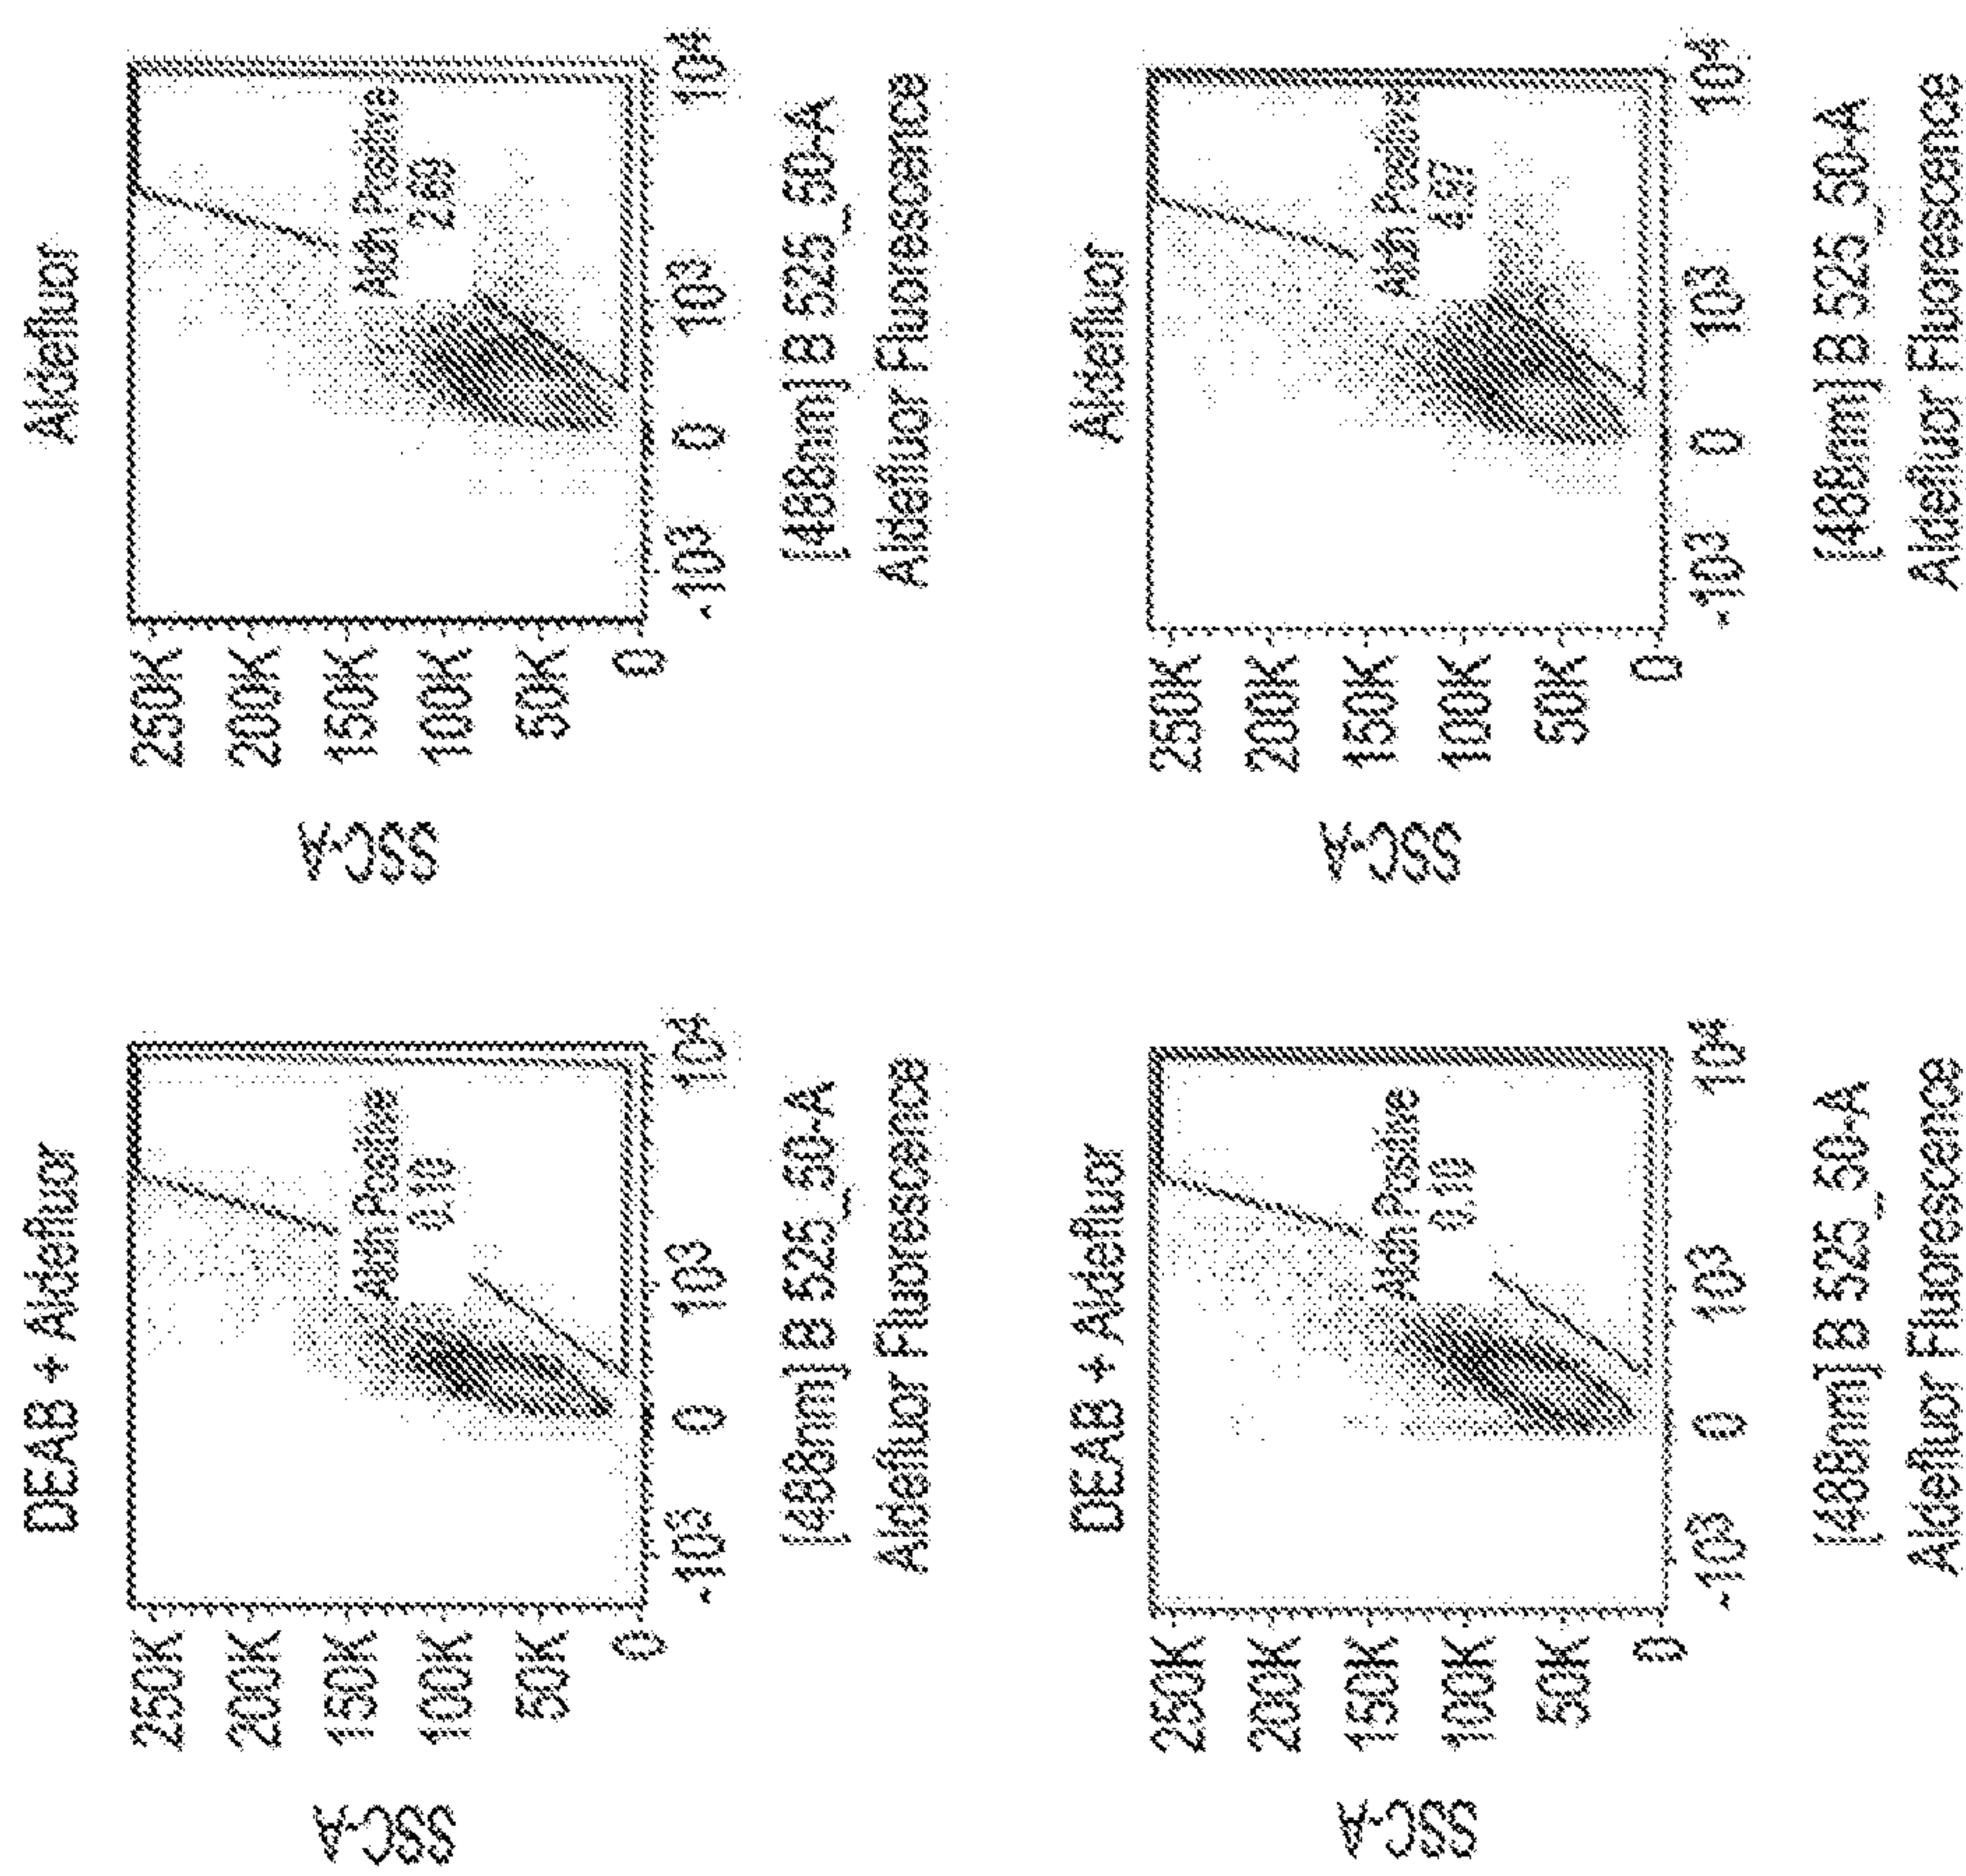 DEAB + Aldefluor
SSC-A
250K
200K
150K
100K
50K
0
Aldh Positive
0.10
-10³ 0 10³ 10⁴
[488nm] B 525_50-A
Aldefluor Fluorescence
Aldefluor
SSC-A
250K
200K
150K
100K
50K
0
Aldh Positive
2.69
-10³ 0 10³ 10⁴
[488nm] B 525_50-A
Aldefluor Fluorescence
DEAB + Aldefluor
SSC-A
250K
200K
150K
100K
50K
0
Aldh Positive
0.10
-10³ 0 10³ 10⁴
[488nm] B 525_50-A
Aldefluor Fluorescence
Aldefluor
SSC-A
250K
200K
150K
100K
50K
0
Aldh Positive
4.97
-10³ 0 10³ 10⁴
[488nm] B 525_50-A
Aldefluor Fluorescence